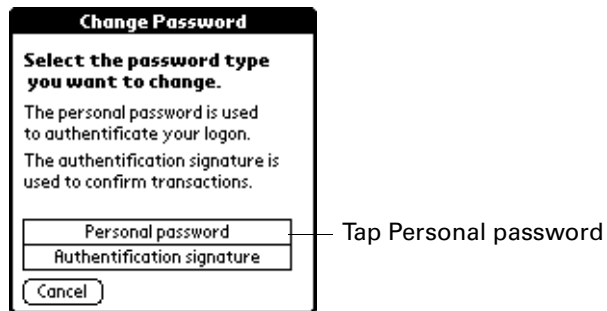 Change Password
Select the password type
you want to change.
The personal password is used
to authentificate your logon.
The authentification signature is
used to confirm transactions.
Personal password
Tap Personal password
Authentification signature
Cancel